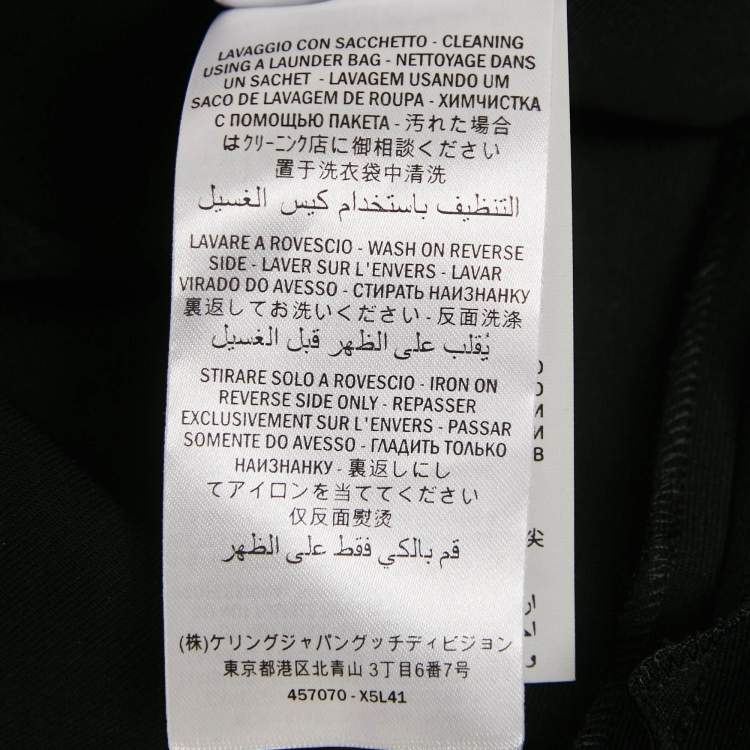 LAVAGGIO CON SACCHETTO - CLEANING
USING A LAUNDER BAG - NETTOYAGE DANS
UN SACHET - LAVAGEM USANDO UM
SACO DE LAVAGEM DE ROUPA - ХИМЧИСТКА
С ПОМОЩЬЮ ПАКЕТА - 汚れた場合
はクリーニング店に御相談ください
置于洗衣袋中清洗
التنظيف باستخدام كيس الغسيل
LAVARE A ROVESCIO - WASH ON REVERSE
SIDE - LAVER SUR L'ENVERS - LAVAR
VIRADO DO AVESSO - СТИРАТЬ НАИЗНАНКУ
裏返してお洗いください - 反面洗涤
يُقلب على الظهر قبل الغسيل
STIRARE SOLO A ROVESCIO - IRON ON
REVERSE SIDE ONLY - REPASSER
EXCLUSIVEMENT SUR L'ENVERS - PASSAR
SOMENTE DO AVESSO - ГЛАДИТЬ ТОЛЬКО
НАИЗНАНКУ - 裏返しにし
てアイロンを当ててください
仅反面熨烫
قم بالكي فقط على الظهر
(株)ケリングジャパングッチディビジョン
東京都港区北青山 3丁目6番7号
457070 - X5L41